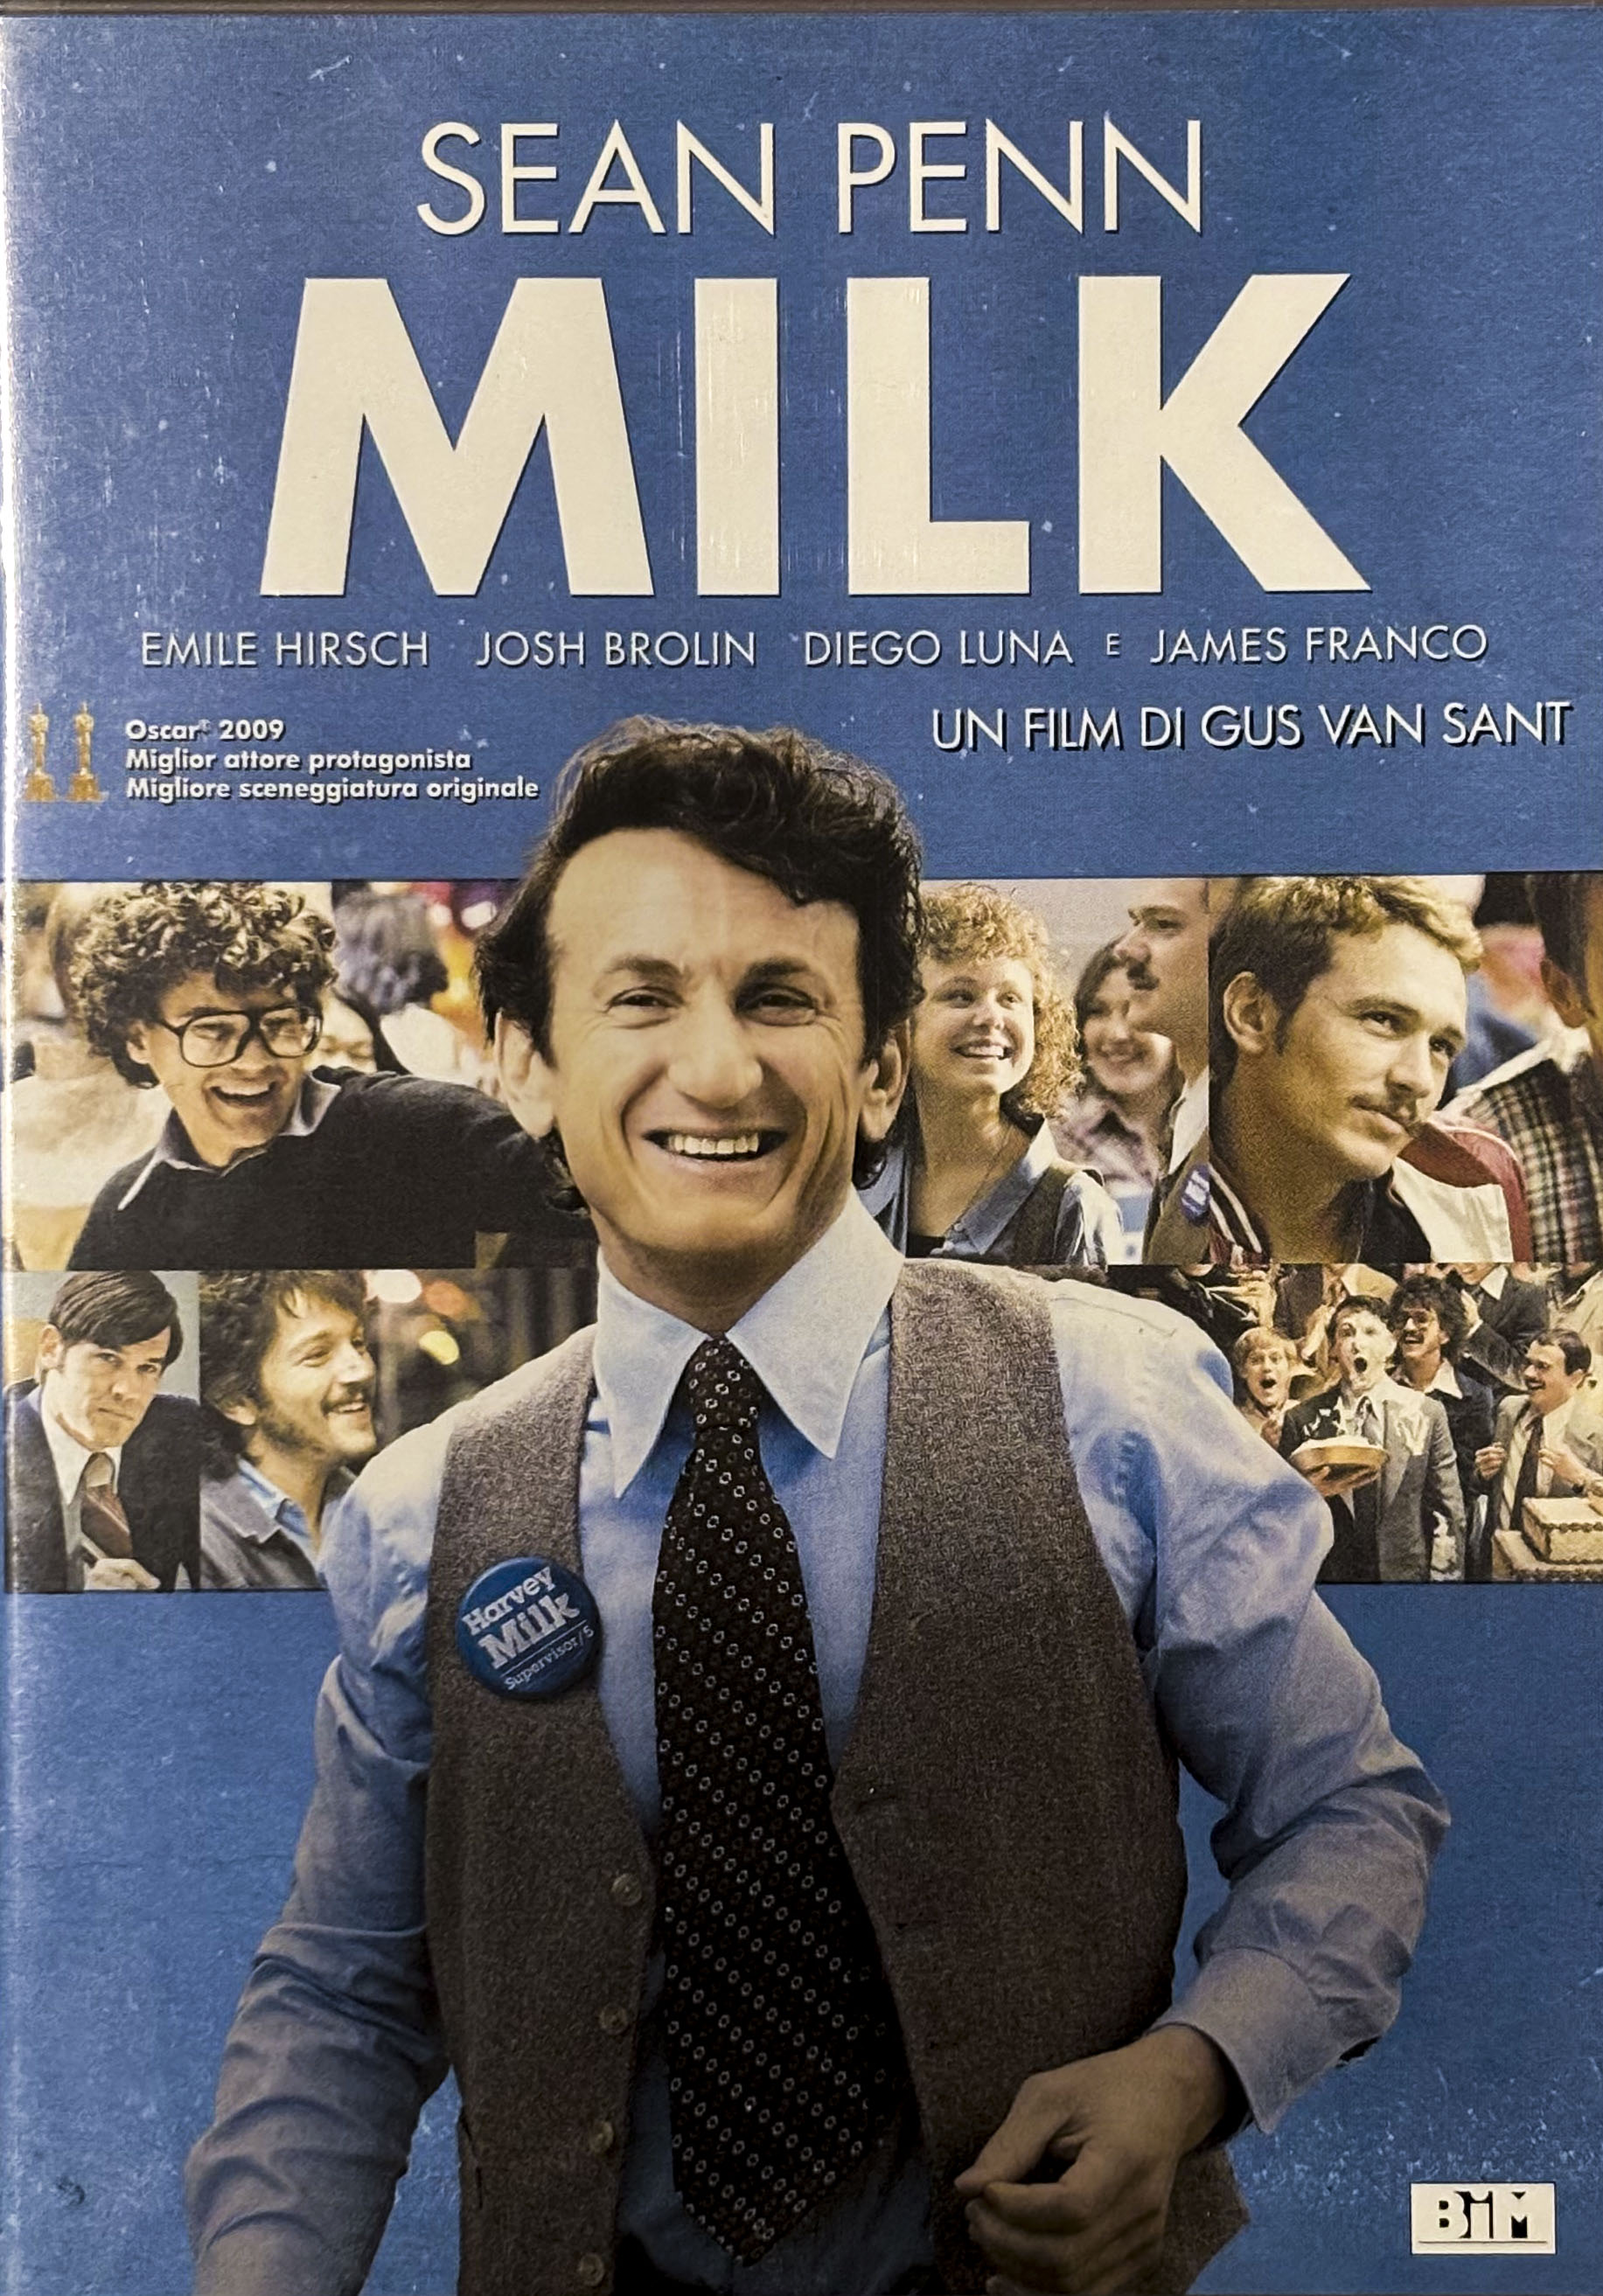 SEAN PENN
MILK
EMILE HIRSCH JOSH BROLIN DIEGO LUNA E JAMES FRANCO
UN FILM DI GUS VAN SANT
Oscar® 2009
Miglior attore protagonista
Migliore sceneggiatura originale
Harvey
Milk
Supervisor/5
BiM